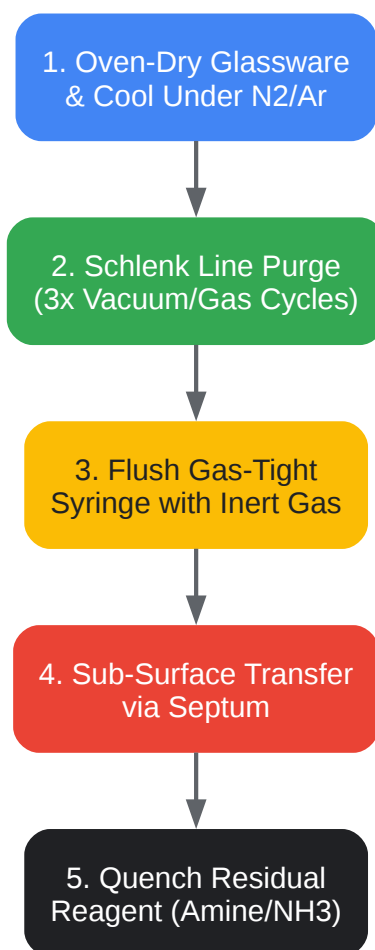 1. Oven-Dry Glassware
& Cool Under N2/Ar
2. Schlenk Line Purge
(3x Vacuum/Gas Cycles)
3. Flush Gas-Tight
Syringe with Inert Gas
4. Sub-Surface Transfer
via Septum
5. Quench Residual
Reagent (Amine/NH3)